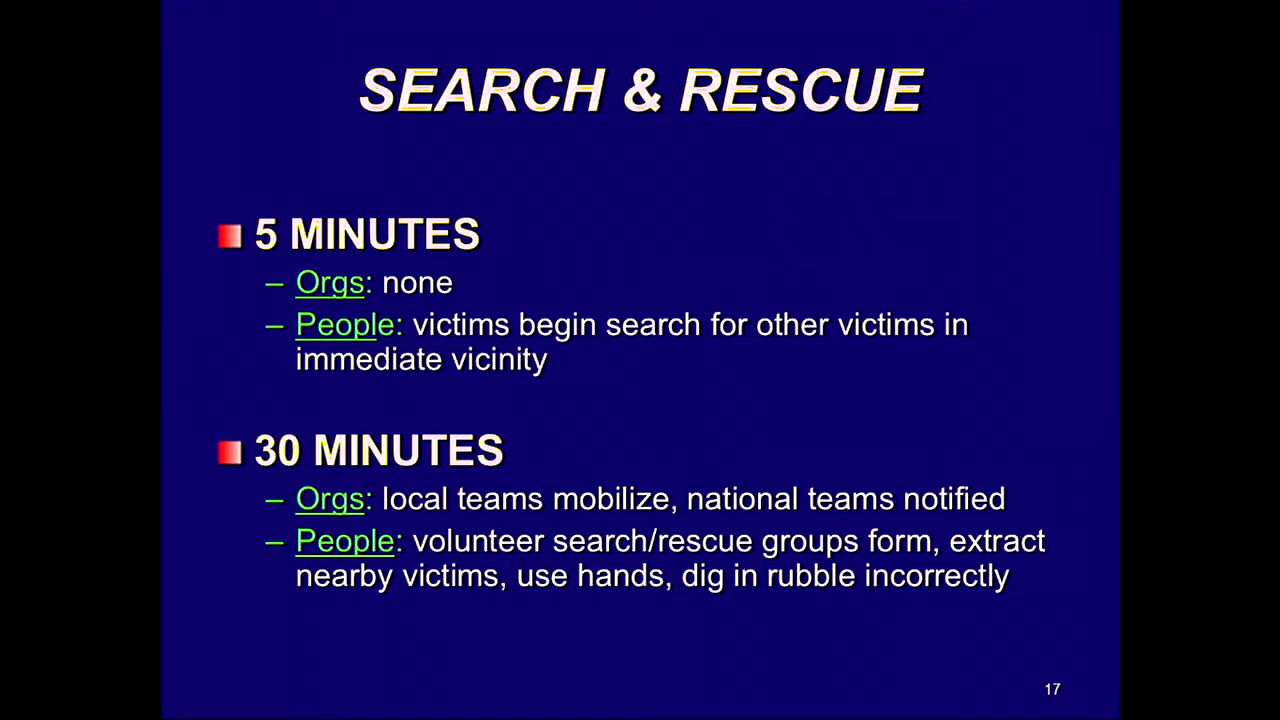 SEARCH & RESCUE
5 MINUTES
– Orgs: none
– People: victims begin search for other victims in
immediate vicinity
30 MINUTES
– Orgs: local teams mobilize, national teams notified
– People: volunteer search/rescue groups form, extract
nearby victims, use hands, dig in rubble incorrectly
17